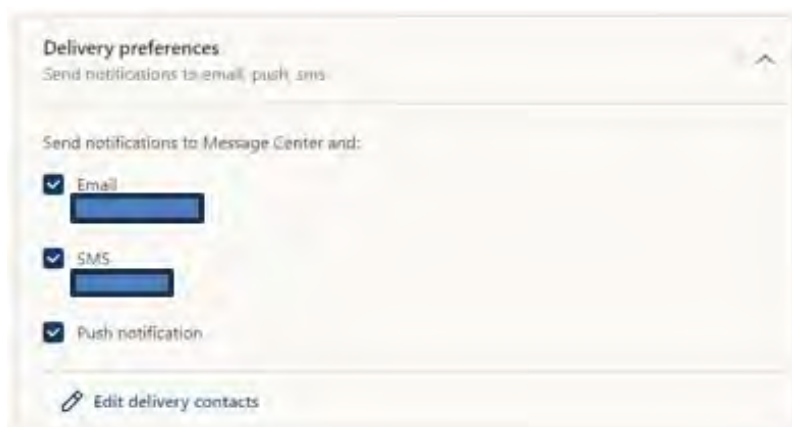 Delivery preferences
Send notifications to email, push, sms
Send notifications to Message Center and:
Email
SMS
Push notification
Edit delivery contacts